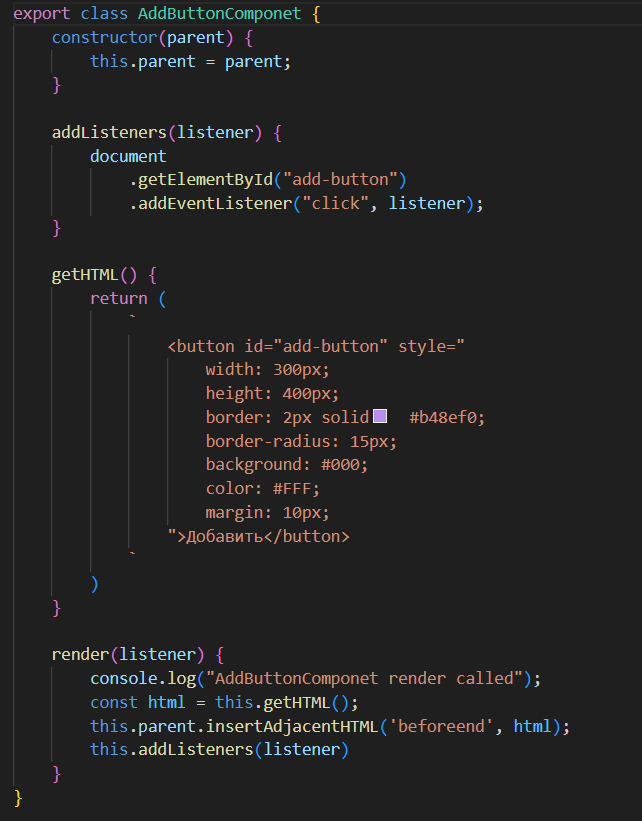 export class AddButtonComponet {
    constructor(parent) {
        this.parent = parent;
    }

    addListeners(listener) {
        document
            .getElementById("add-button")
            .addEventListener("click", listener);
    }

    getHTML() {
        return (
            `
                <button id="add-button" style="
                    width: 300px;
                    height: 400px;
                    border: 2px solid #b48ef0;
                    border-radius: 15px;
                    background: #000;
                    color: #FFF;
                    margin: 10px;
                ">Добавить</button>
            `
        )
    }

    render(listener) {
        console.log("AddButtonComponet render called");
        const html = this.getHTML();
        this.parent.insertAdjacentHTML('beforeend', html);
        this.addListeners(listener)
    }
}